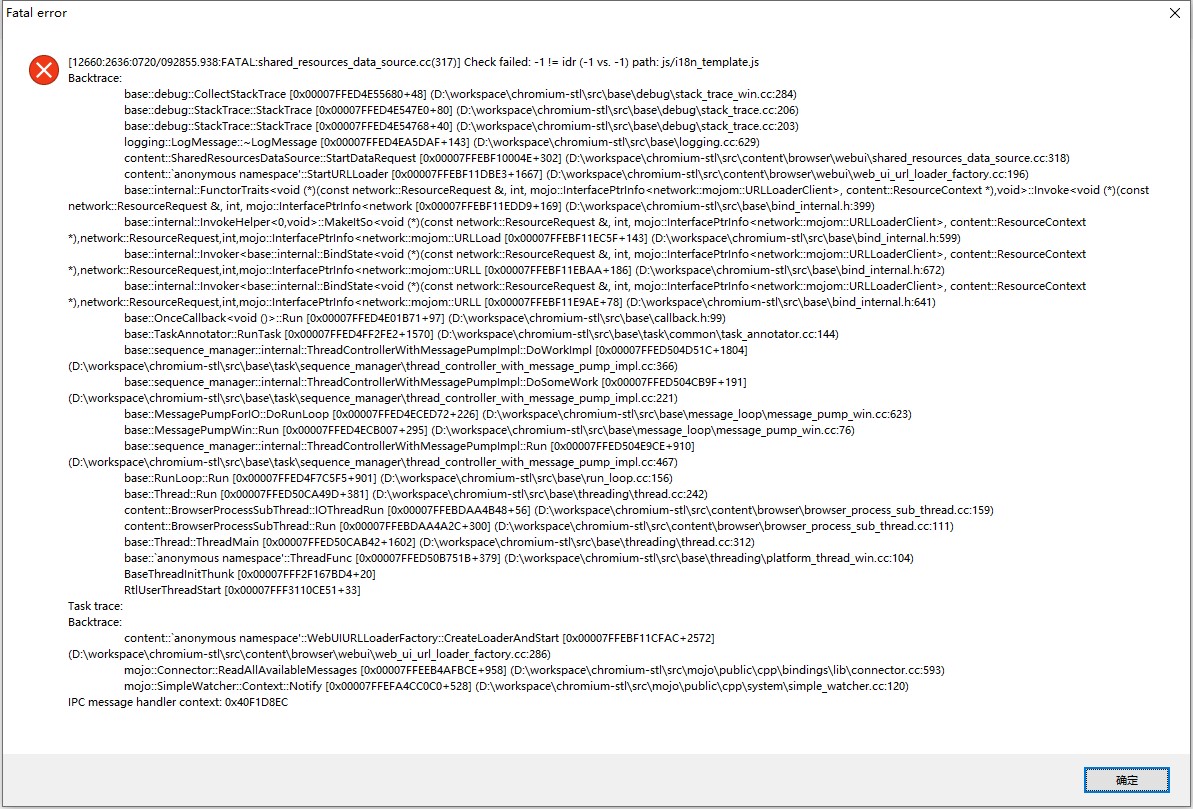 Fatal error
[12660:2636:0720/092855.938:FATAL:shared_resources_data_source.cc(317)] Check failed: -1 != idr (-1 vs. -1) path: js/i18n_template.js
Backtrace:
base::debug::CollectStackTrace [0x00007FFED4E55680+48] (D:\workspace\chromium-stl\src\base\debug\stack_trace_win.cc:284)
base::debug::StackTrace::StackTrace [0x00007FFED4E547E0+80] (D:\workspace\chromium-stl\src\base\debug\stack_trace.cc:206)
base::debug::StackTrace::StackTrace [0x00007FFED4E54768+40] (D:\workspace\chromium-stl\src\base\debug\stack_trace.cc:203)
logging::LogMessage::~LogMessage [0x00007FFED4EA5DAF+143] (D:\workspace\chromium-stl\src\base\logging.cc:629)
content::SharedResourcesDataSource::StartDataRequest [0x00007FFEBF10004E+302] (D:\workspace\chromium-stl\src\content\browser\webui\shared_resources_data_source.cc:318)
content::`anonymous namespace'::StartURLLoader [0x00007FFEBF11DBE3+1667] (D:\workspace\chromium-stl\src\content\browser\webui\web_ui_url_loader_factory.cc:196)
base::internal::FunctorTraits<void (*)(const network::ResourceRequest &, int, mojo::InterfacePtrInfo<network::mojom::URLLoaderClient>, content::ResourceContext *),void>::Invoke<void (*)(const
network::ResourceRequest &, int, mojo::InterfacePtrInfo<network [0x00007FFEBF11EDD9+169] (D:\workspace\chromium-stl\src\base\bind_internal.h:399)
base::internal::InvokeHelper<0,void>::MakeItSo<void (*)(const network::ResourceRequest &, int, mojo::InterfacePtrInfo<network::mojom::URLLoaderClient>, content::ResourceContext
*),network::ResourceRequest,int,mojo::InterfacePtrInfo<network::mojom::URLLoad [0x00007FFEBF11EC5F+143] (D:\workspace\chromium-stl\src\base\bind_internal.h:599)
base::internal::Invoker<base::internal::BindState<void (*)(const network::ResourceRequest &, int, mojo::InterfacePtrInfo<network::mojom::URLLoaderClient>, content::ResourceContext
*),network::ResourceRequest,int,mojo::InterfacePtrInfo<network::mojom::URLL [0x00007FFEBF11EBAA+186] (D:\workspace\chromium-stl\src\base\bind_internal.h:672)
base::internal::Invoker<base::internal::BindState<void (*)(const network::ResourceRequest &, int, mojo::InterfacePtrInfo<network::mojom::URLLoaderClient>, content::ResourceContext
*),network::ResourceRequest,int,mojo::InterfacePtrInfo<network::mojom::URLL [0x00007FFEBF11E9AE+78] (D:\workspace\chromium-stl\src\base\bind_internal.h:641)
base::OnceCallback<void ()>::Run [0x00007FFED4E01B71+97] (D:\workspace\chromium-stl\src\base\callback.h:99)
base::TaskAnnotator::RunTask [0x00007FFED4FF2FE2+1570] (D:\workspace\chromium-stl\src\base\task\common\task_annotator.cc:144)
base::sequence_manager::internal::ThreadControllerWithMessagePumpImpl::DoWorkImpl [0x00007FFED504D51C+1804]
(D:\workspace\chromium-stl\src\base\task\sequence_manager\thread_controller_with_message_pump_impl.cc:366)
base::sequence_manager::internal::ThreadControllerWithMessagePumpImpl::DoSomeWork [0x00007FFED504CB9F+191]
(D:\workspace\chromium-stl\src\base\task\sequence_manager\thread_controller_with_message_pump_impl.cc:221)
base::MessagePumpForIO::DoRunLoop [0x00007FFED4ECED72+226] (D:\workspace\chromium-stl\src\base\message_loop\message_pump_win.cc:623)
base::MessagePumpWin::Run [0x00007FFED4ECB007+295] (D:\workspace\chromium-stl\src\base\message_loop\message_pump_win.cc:76)
base::sequence_manager::internal::ThreadControllerWithMessagePumpImpl::Run [0x00007FFED504E9CE+910]
(D:\workspace\chromium-stl\src\base\task\sequence_manager\thread_controller_with_message_pump_impl.cc:467)
base::RunLoop::Run [0x00007FFED4F7C5F5+901] (D:\workspace\chromium-stl\src\base\run_loop.cc:156)
base::Thread::Run [0x00007FFED50CA49D+381] (D:\workspace\chromium-stl\src\base\threading\thread.cc:242)
content::BrowserProcessSubThread::IOThreadRun [0x00007FFEBDAA4B48+56] (D:\workspace\chromium-stl\src\content\browser\browser_process_sub_thread.cc:159)
content::BrowserProcessSubThread::Run [0x00007FFEBDAA4A2C+300] (D:\workspace\chromium-stl\src\content\browser\browser_process_sub_thread.cc:111)
base::Thread::ThreadMain [0x00007FFED50CAB42+1602] (D:\workspace\chromium-stl\src\base\threading\thread.cc:312)
base::`anonymous namespace'::ThreadFunc [0x00007FFED50B751B+379] (D:\workspace\chromium-stl\src\base\threading\platform_thread_win.cc:104)
BaseThreadInitThunk [0x00007FFF2F167BD4+20]
RtlUserThreadStart [0x00007FFF3110CE51+33]
Task trace:
Backtrace:
content::`anonymous namespace'::WebUIURLLoaderFactory::CreateLoaderAndStart [0x00007FFEBF11CFAC+2572]
(D:\workspace\chromium-stl\src\content\browser\webui\web_ui_url_loader_factory.cc:286)
mojo::Connector::ReadAllAvailableMessages [0x00007FFEEB4AFBCE+958] (D:\workspace\chromium-stl\src\mojo\public\cpp\bindings\lib\connector.cc:593)
mojo::SimpleWatcher::Context::Notify [0x00007FFEFA4CC0C0+528] (D:\workspace\chromium-stl\src\mojo\public\cpp\system\simple_watcher.cc:120)
IPC message handler context: 0x40F1D8EC
确定